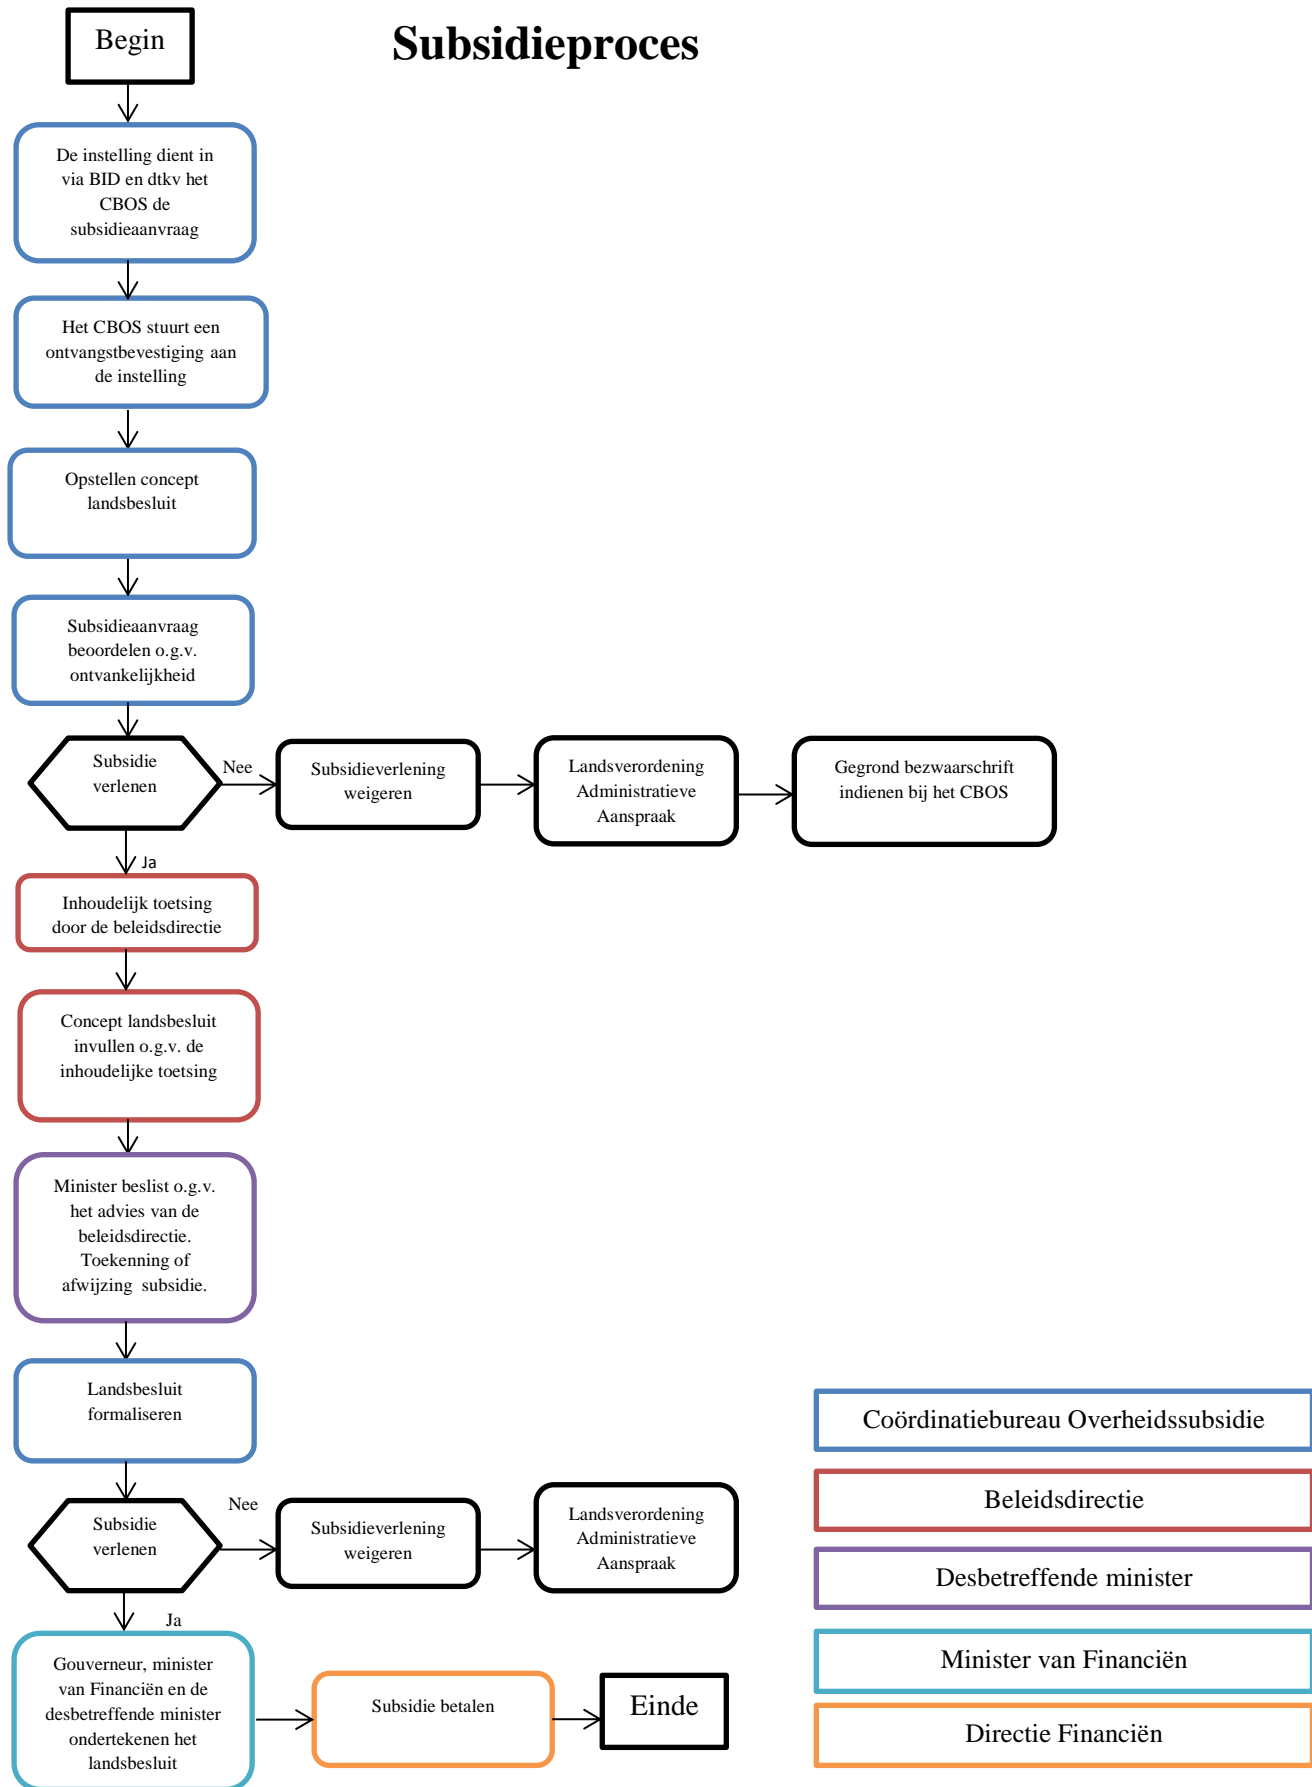 Subsidieproces
Begin
De instelling dient in
via BID en dtkv het
CBOS de
subsidieaanvraag
Het CBOS stuurt een
ontvangstbevestiging aan
de instelling
Opstellen concept
landsbesluit
Subsidieaanvraag
beoordelen o.g.v.
ontvankelijkheid
Subsidie
verlenen
Nee
Subsidieverlening
weigeren
Landsverordening
Administratieve
Aanspraak
Gegrond bezwaarschrift
indienen bij het CBOS
Ja
Inhoudelijk toetsing
door de beleidsdirectie
Concept landsbesluit
invullen o.g.v. de
inhoudelijke toetsing
Minister beslist o.g.v.
het advies van de
beleidsdirectie.
Toekenning of
afwijzing subsidie.
Landsbesluit
formaliseren
Subsidie
verlenen
Nee
Subsidieverlening
weigeren
Landsverordening
Administratieve
Aanspraak
Ja
Gouverneur, minister
van Financiën en de
desbetreffende minister
ondertekenen het
landsbesluit
Subsidie betalen
Einde
Coördinatiebureau Overheidssubsidie
Beleidsdirectie
Desbetreffende minister
Minister van Financiën
Directie Financiën